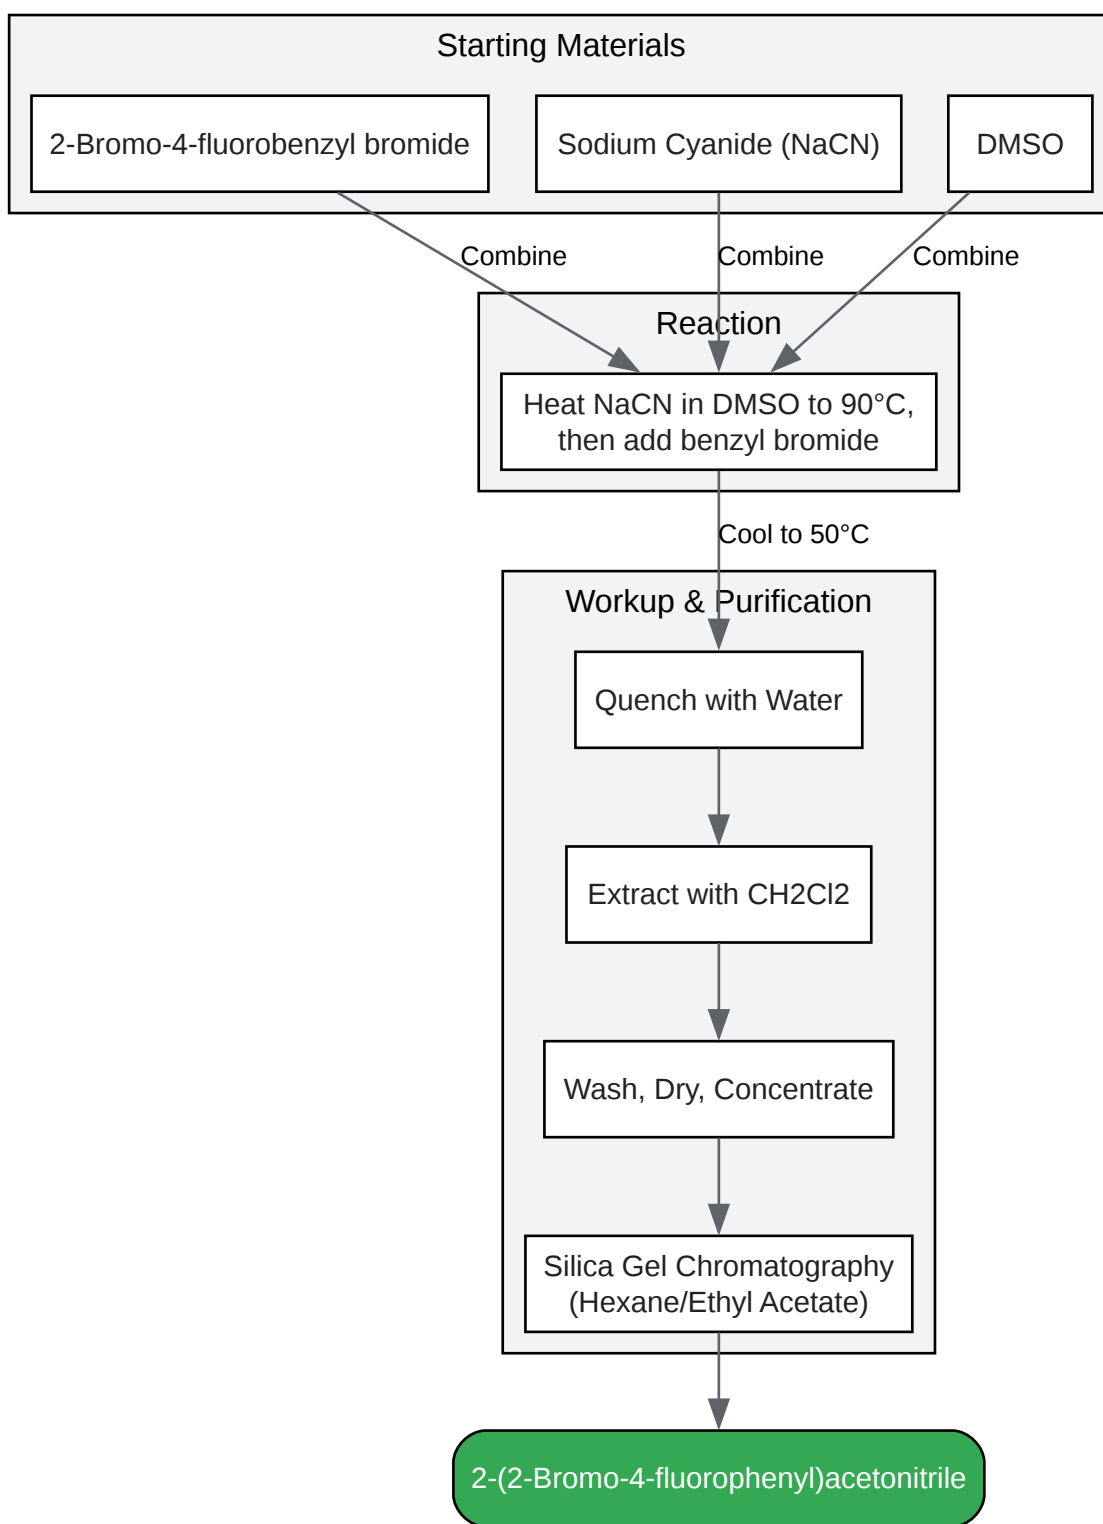 Starting Materials
2-Bromo-4-fluorobenzyl bromide
Sodium Cyanide (NaCN)
DMSO
Combine
Combine
Combine
Reaction
Heat NaCN in DMSO to 90°C,
then add benzyl bromide
Cool to 50°C
Workup & Purification
Quench with Water
Extract with CH2Cl2
Wash, Dry, Concentrate
Silica Gel Chromatography
(Hexane/Ethyl Acetate)
2-(2-Bromo-4-fluorophenyl)acetonitrile